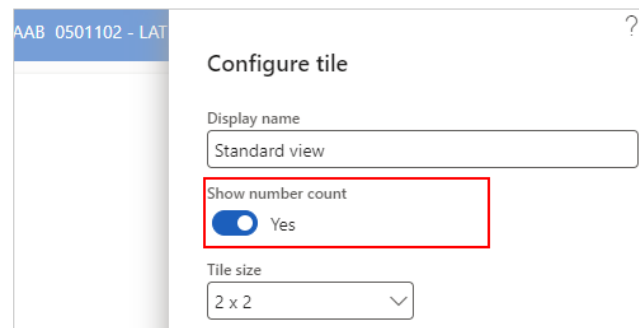 AAB 0501102 - LAT
?
Configure tile
Display name
Standard view
Show number count
Yes
Tile size
2 x 2